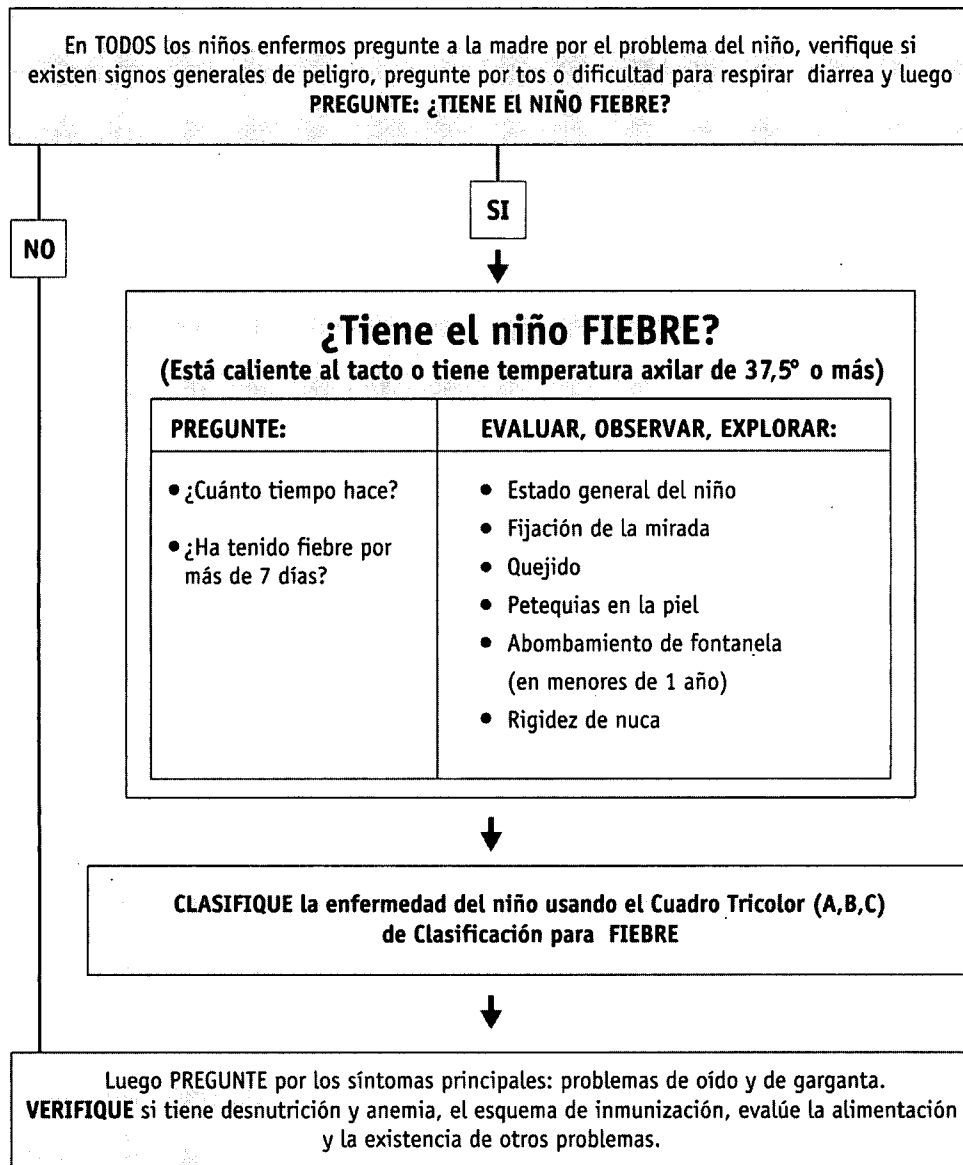 En TODOS los niños enfermos pregunte a la madre por el problema del niño, verifique si
existen signos generales de peligro, pregunte por tos o dificultad para respirar diarrea y luego
PREGUNTE: ¿TIENE El NIÑO FIEBRE?
SI
NO
¿Tiene el niño FIEBRE?
(Está caliente al tacto o tiene temperatura axilar de 37,5° o más)
PREGUNTE:
• ¿Cuánto tiempo hace?
• ¿Ha tenido fiebre por
más de 7 días?
EVALUAR, OBSERVAR, EXPLORAR:
• Estado general del niño
• Fijación de la mirada
• Quejido
• Petequias en la piel
• Abombamiento de fontanela
(en menores de 1 año)
• Rigidez de nuca
CLASIFIQUE la enfermedad del niño usando el Cuadro Tricolor (A,B,C)
de Clasificación para FIEBRE
Luego PREGUNTE por los síntomas principales: problemas de oído y de garganta.
VERIFIQUE si tiene desnutrición y anemia, el esquema de inmunización, evalúe la alimentación
y la existencia de otros problemas.